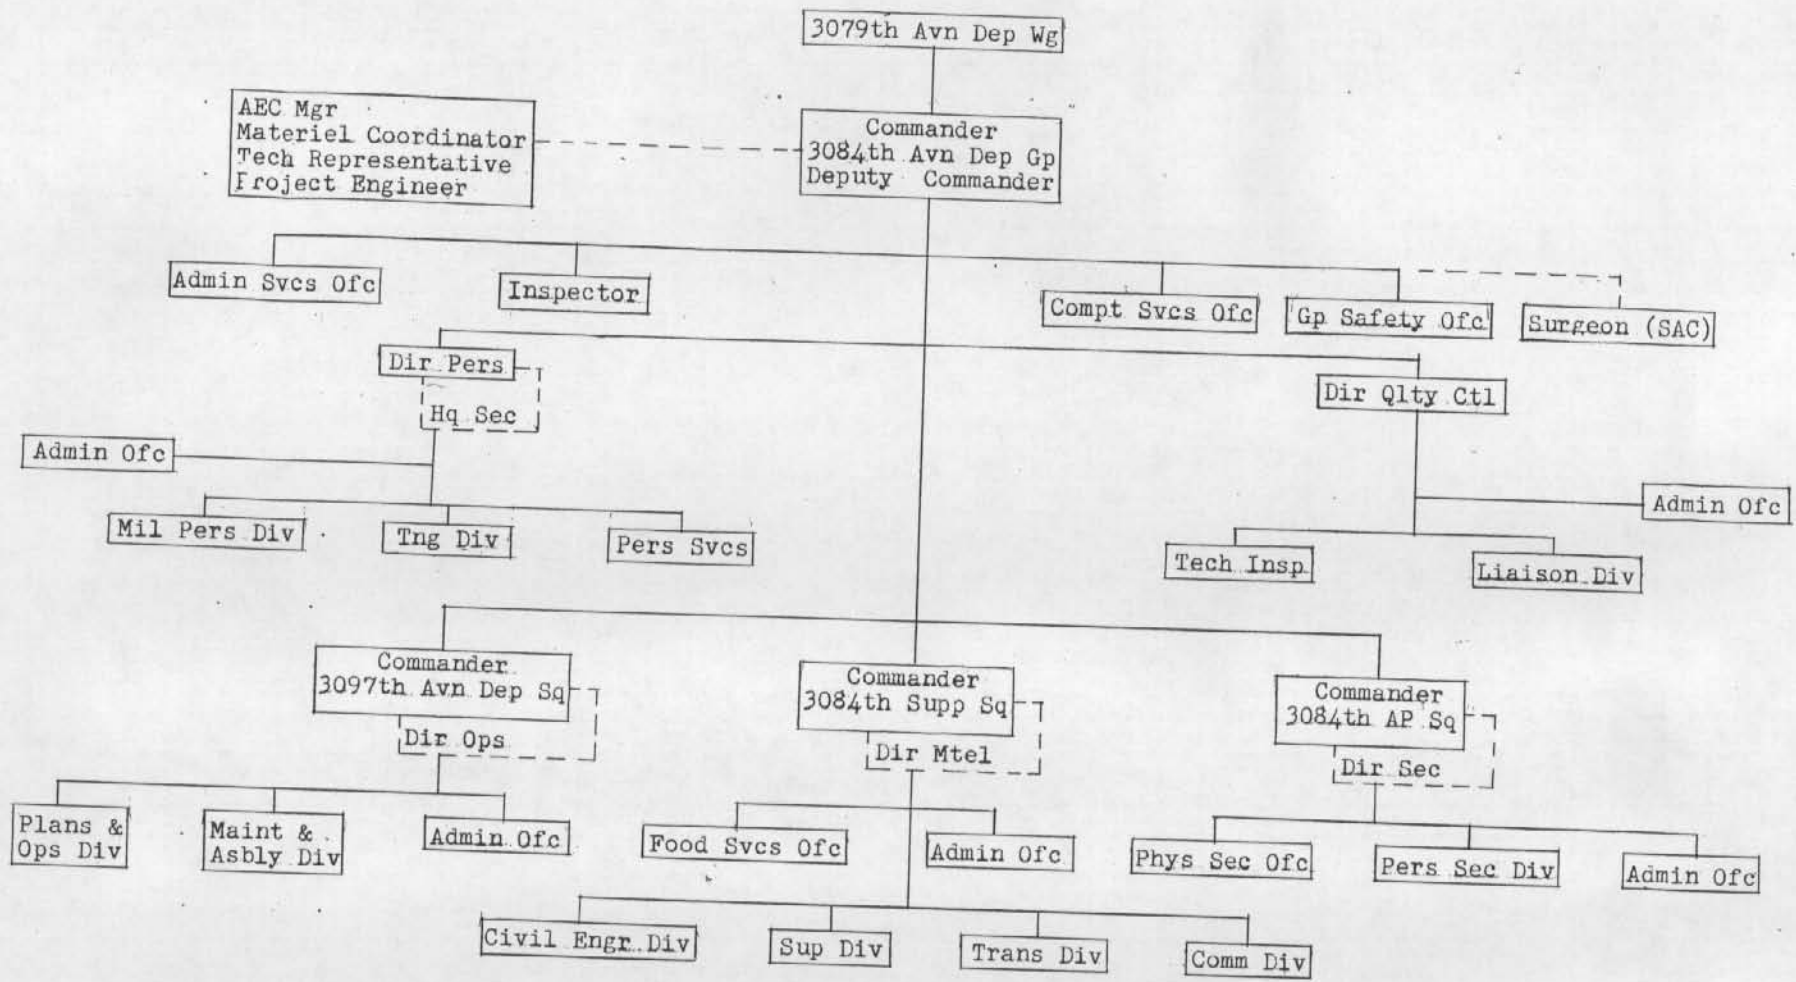 3079th Avn Dep Wg
AEC Mgr
Materiel Coordinator
Tech Representative
Project Engineer
Commander
3084th Avn Dep Gp
Deputy Commander
Admin Svcs Ofc
Inspector
Compt Svcs Ofc
Gp Safety Ofc
Surgeon (SAC)
Dir Pers
Hq Sec
Dir Qlty Ctl
Admin Ofc
Admin Ofc
Mil Pers Div
Tng Div
Pers Svcs
Tech Insp
Liaison Div
Commander
3097th Avn Dep Sq
Dir Ops
Commander
3084th Supp Sq
Dir Mtel
Commander
3084th AP Sq
Dir Sec
Plans &
Ops Div
Maint &
Asbly Div
Admin Ofc
Food Svcs Ofc
Admin Ofc
Phys Sec Ofc
Pers Sec Div
Admin Ofc
Civil Engr Div
Sup Div
Trans Div
Comm Div